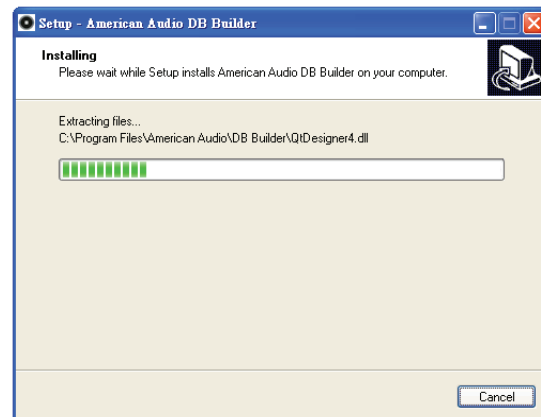 Setup - American Audio DB Builder
Installing
Please wait while Setup installs American Audio DB Builder on your computer.
Extracting files...
C:\Program Files\American Audio\DB Builder\QtDesigner4.dll
Cancel